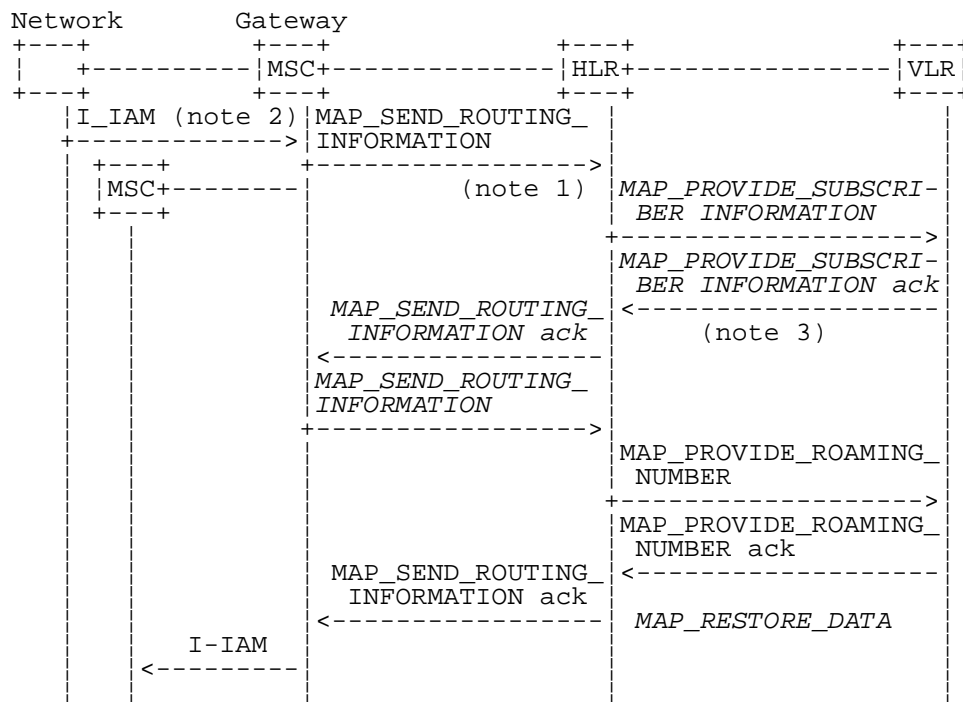 Network Gateway
MSC HLR VLR
I_IAM (note 2) MAP_SEND_ROUTING_
INFORMATION
MSC (note 1) MAP_PROVIDE_SUBSCRI-
BER INFORMATION
MAP_PROVIDE_SUBSCRI-
BER INFORMATION ack
MAP_SEND_ROUTING_
INFORMATION ack (note 3)
MAP_SEND_ROUTING_
INFORMATION
MAP_PROVIDE_ROAMING_
NUMBER
MAP_PROVIDE_ROAMING_
NUMBER ack
MAP_SEND_ROUTING_
INFORMATION ack
MAP_RESTORE_DATA
I-IAM